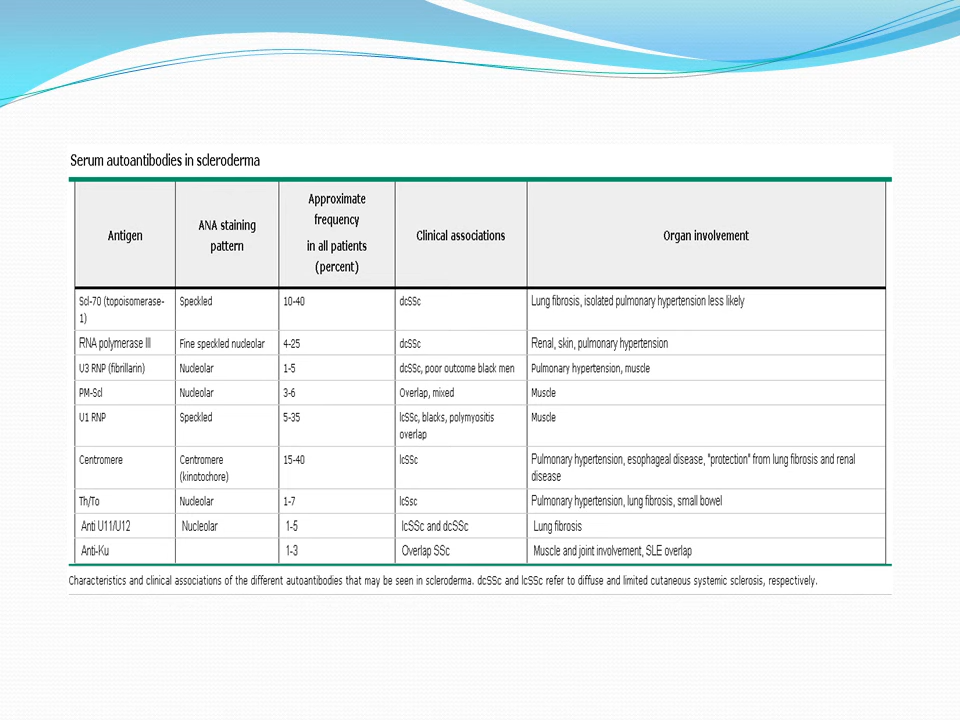 Serum autoantibodies in scleroderma
Antigen
ANA staining
pattern
Approximate
frequency
in all patients
(percent)
Clinical associations
Organ involvement
Scl-70 (topoisomerase-
1)
Speckled
10-40
dcSSc
Lung fibrosis, isolated pulmonary hypertension less likely
RNA polymerase III
Fine speckled nucleolar
4-25
dcSSc
Renal, skin, pulmonary hypertension
U3 RNP (fibrillarin)
Nucleolar
1-5
dcSSc, poor outcome black men
Pulmonary hypertension, muscle
PM-Scl
Nucleolar
3-6
Overlap, mixed
Muscle
U1 RNP
Speckled
5-35
lcSSc, blacks, polymyositis
overlap
Muscle
Centromere
Centromere
(kinotochore)
15-40
lcSSc
Pulmonary hypertension, esophageal disease, "protection" from lung fibrosis and renal
disease
Th/To
Nucleolar
1-7
lcSsc
Pulmonary hypertension, lung fibrosis, small bowel
Anti U11/U12
Nucleolar
1-5
lcSSc and dcSSc
Lung fibrosis
Anti-Ku
1-3
Overlap SSc
Muscle and joint involvement, SLE overlap
Characteristics and clinical associations of the different autoantibodies that may be seen in scleroderma. dcSSc and lcSSc refer to diffuse and limited cutaneous systemic sclerosis, respectively.